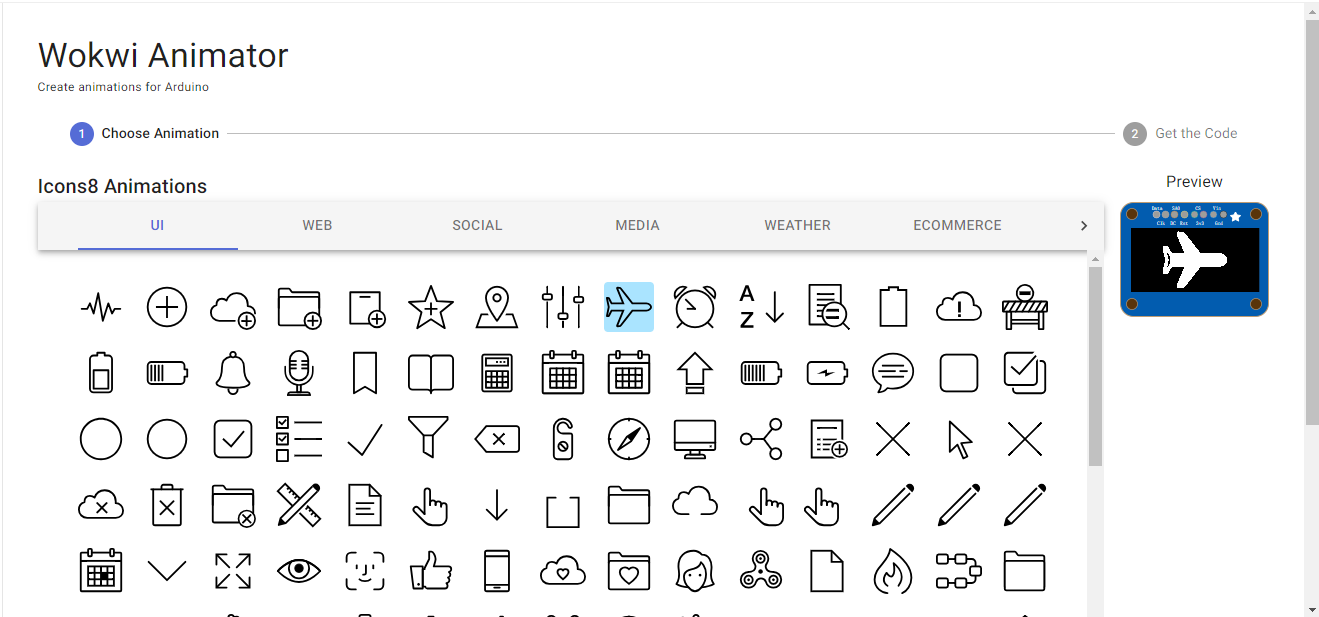 Wokwi Animator
Create animations for Arduino
1 Choose Animation
2 Get the Code
Icons8 Animations
Preview
UI WEB SOCIAL MEDIA WEATHER ECOMMERCE
Data SA0 CS Vin
Clk DC Rst 3v3 Gnd
A
Z